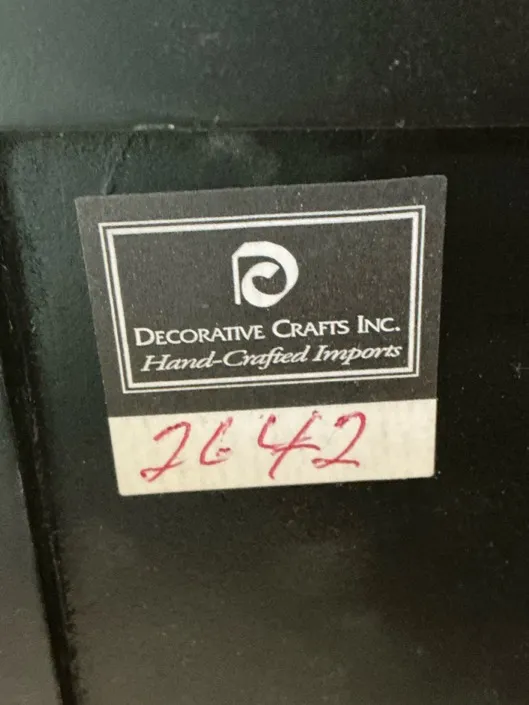 DECORATIVE CRAFTS INC.
Hand-Crafted Imports
2642